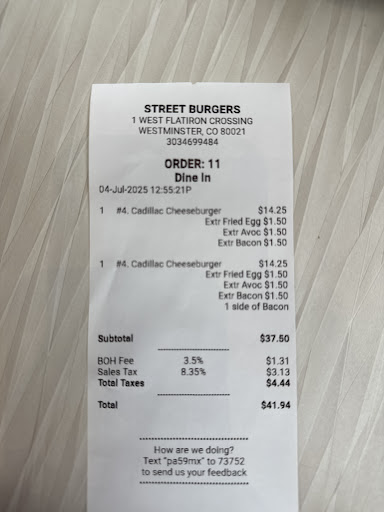 STREET BURGERS
1 WEST FLATIRON CROSSING
WESTMINSTER, CO 80021
3034699484
ORDER: 11
Dine In
04-Jul-2025 12:55:21P
1 #4. Cadillac Cheeseburger $14.25
Extr Fried Egg $1.50
Extr Avoc $1.50
Extr Bacon $1.50
1 #4. Cadillac Cheeseburger $14.25
Extr Fried Egg $1.50
Extr Avoc $1.50
Extr Bacon $1.50
1 side of Bacon
Subtotal $37.50
BOH Fee 3.5% $1.31
Sales Tax 8.35% $3.13
Total Taxes $4.44
Total $41.94
How are we doing?
Text "pa59mx" to 73752
to send us your feedback